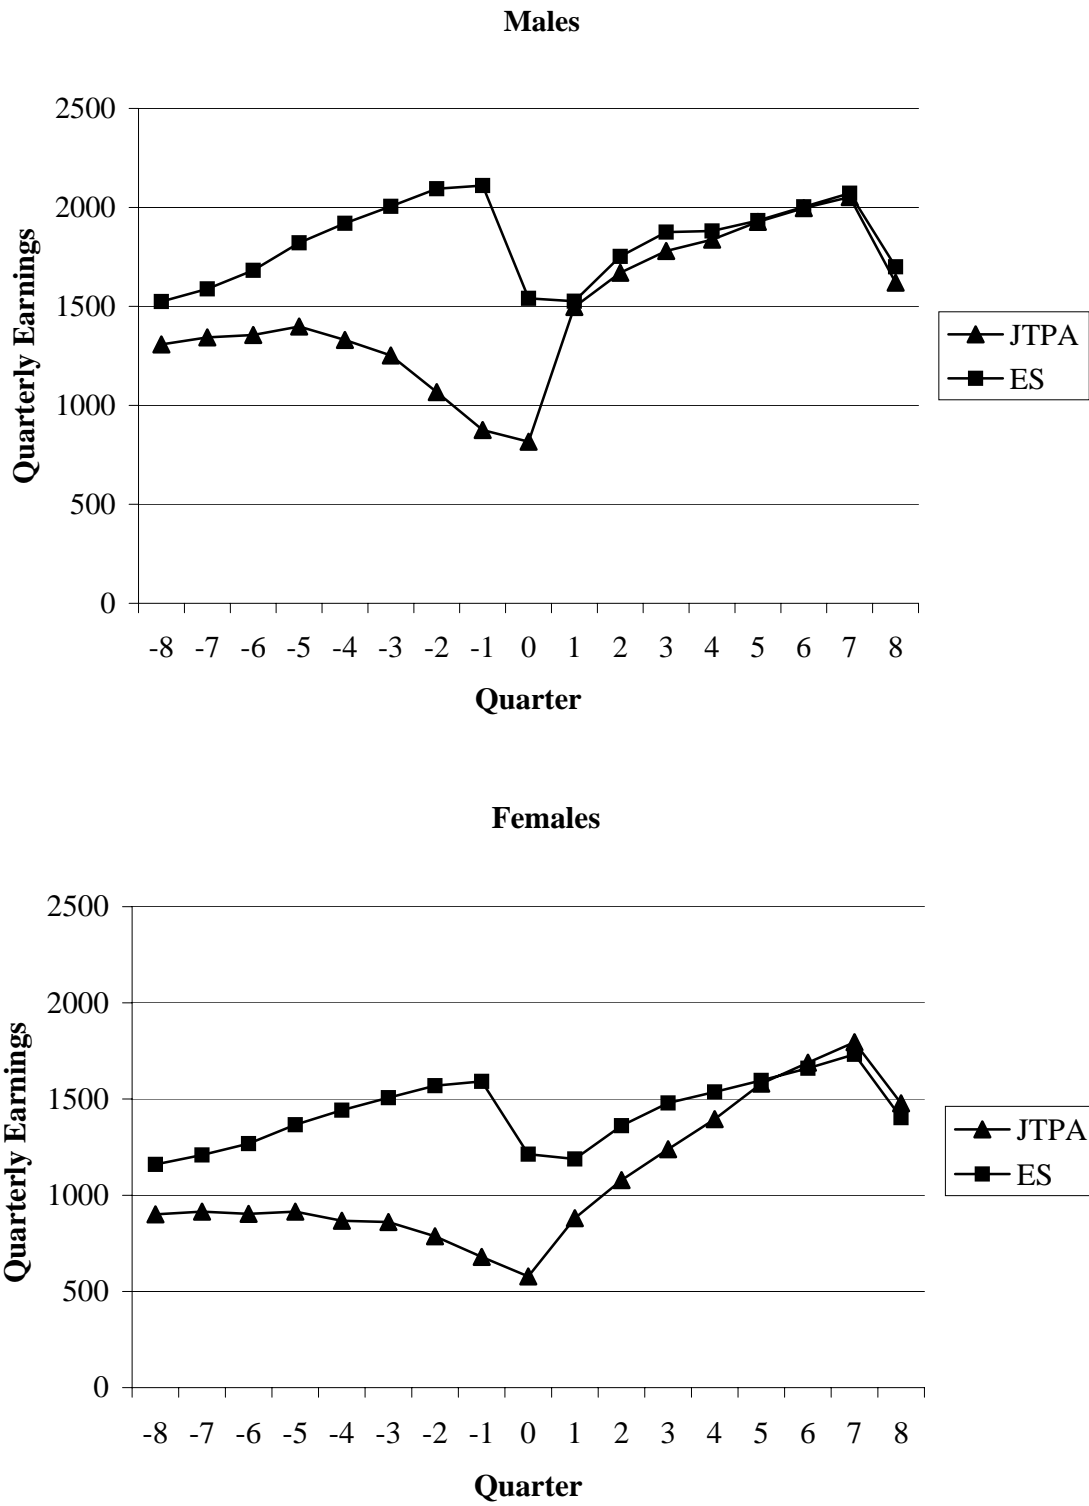 Males
Quarterly Earnings
2500
2000
1500
1000
500
0
-8 -7 -6 -5 -4 -3 -2 -1 0 1 2 3 4 5 6 7 8
Quarter
JTPA
ES
Females
Quarterly Earnings
2500
2000
1500
1000
500
0
-8 -7 -6 -5 -4 -3 -2 -1 0 1 2 3 4 5 6 7 8
Quarter
JTPA
ES